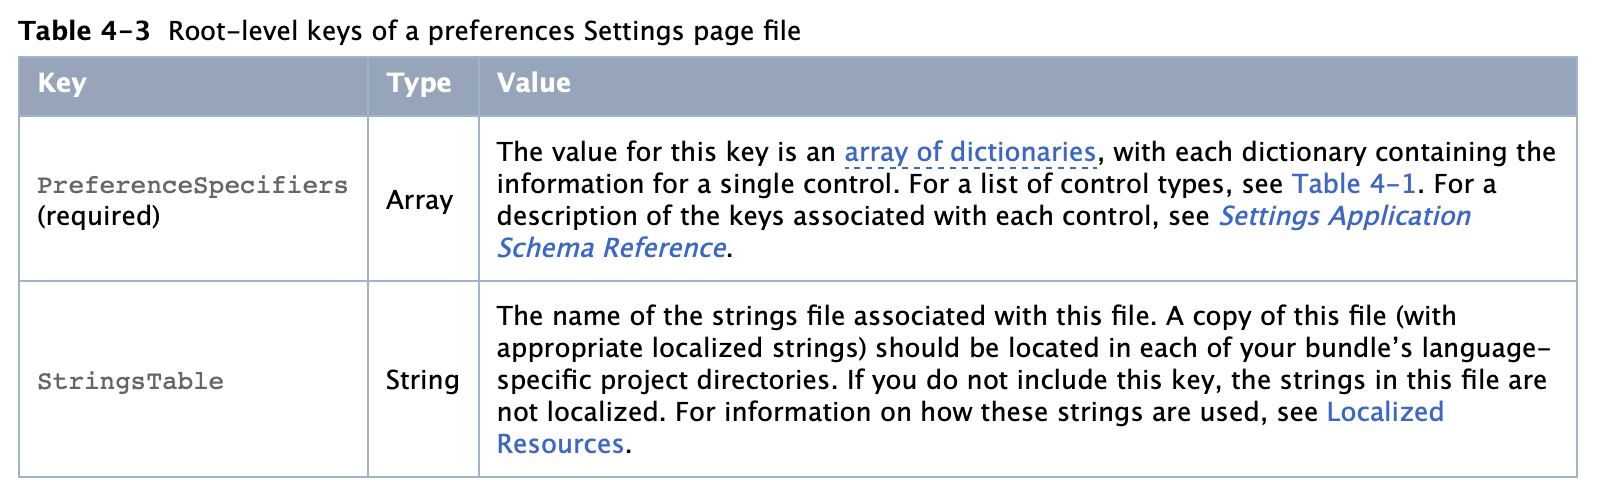 Table 4-3 Root-level keys of a preferences Settings page file
Key Type Value
PreferenceSpecifiers
(required)
Array
The value for this key is an array of dictionaries, with each dictionary containing the
information for a single control. For a list of control types, see Table 4-1. For a
description of the keys associated with each control, see Settings Application
Schema Reference.
StringsTable
String
The name of the strings file associated with this file. A copy of this file (with
appropriate localized strings) should be located in each of your bundle’s language-
specific project directories. If you do not include this key, the strings in this file are
not localized. For information on how these strings are used, see Localized
Resources.